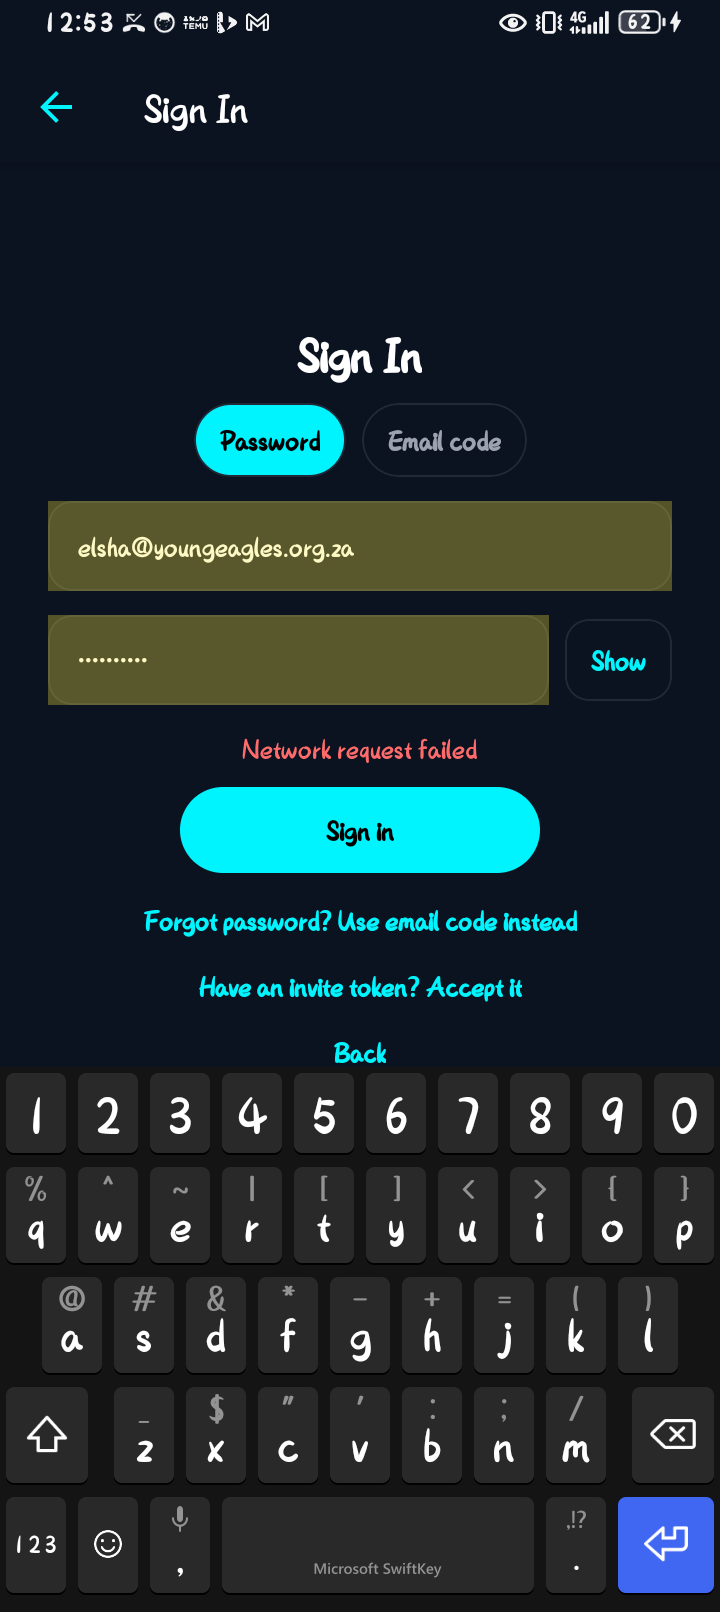 12:53 TEMU 4G 62
Sign In
Sign In
Password Email code
elsha@youngeagles.org.za
•••••••••• Show
Network request failed
Sign in
Forgot password? Use email code instead
Have an invite token? Accept it
Back
1 2 3 4 5 6 7 8 9 0
% ^ ~ | [ ] < > { }
q w e r t y u i o p
@ # & * - + = ( )
a s d f g h j k l
_ $ " ' : ; /
z x c v b n m
123 , Microsoft SwiftKey ,!? .